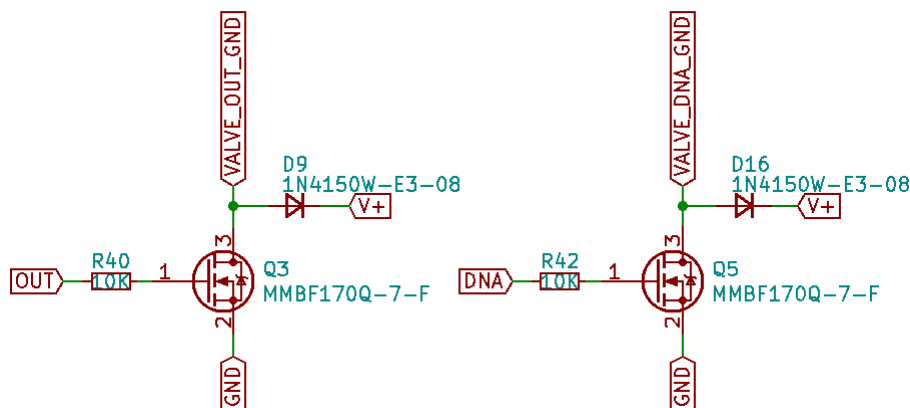 VALVE_OUT_GND
D9
1N4150W-E3-08
V+
3
OUT
R40
10K
1
Q3
MMBF170Q-7-F
2
GND
VALVE_DNA_GND
D16
1N4150W-E3-08
V+
3
DNA
R42
10K
1
Q5
MMBF170Q-7-F
2
GND